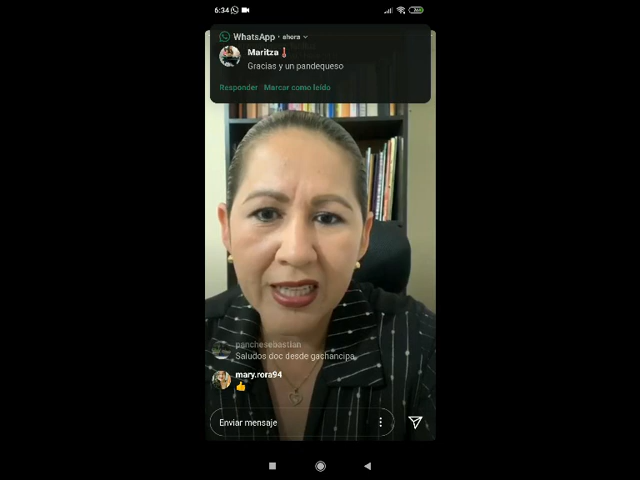 6:34
WhatsApp • ahora
Maritza
Gracias y un pandequeso
Responder Marcar como leído
panchesebastian
Saludos doc desde gachancipa
mary.rora94
Enviar mensaje